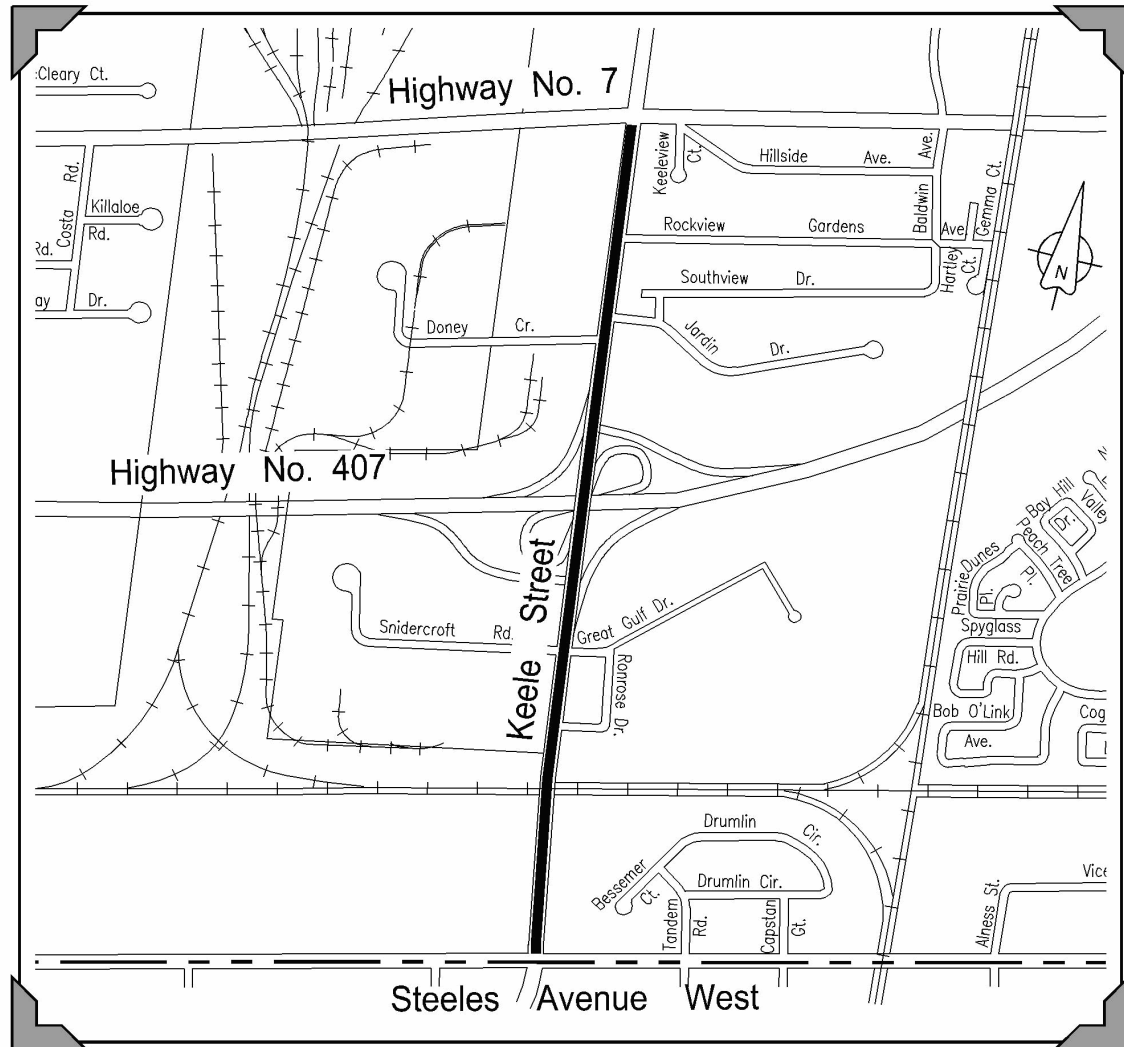 Cleary Ct.
Highway No. 7
Costa Rd.
Killaloe
Rd.
Rd.
ay Dr.
Keeleview
Ct.
Hillside Ave.
Baldwin Ave.
Gemma Ct.
Rockview Gardens
Ave.
Hartley
Ct.
Southview Dr.
Jardin Dr.
Doney Cr.
N
Highway No. 407
Keele Street
Snidercroft Rd.
Great Gulf Dr.
Ronrose Dr.
Bay Hill
Dr.
Valley
Peach Tree
Pl.
Prairie Dunes
Pl.
Spyglass
Hill Rd.
Bob O'Link
Ave.
Cog
Drumlin Cir.
Bessemer
Ct.
Drumlin Cir.
Tandem
Rd.
Capstan
Gt.
Alness St.
Vice
Steeles Avenue West